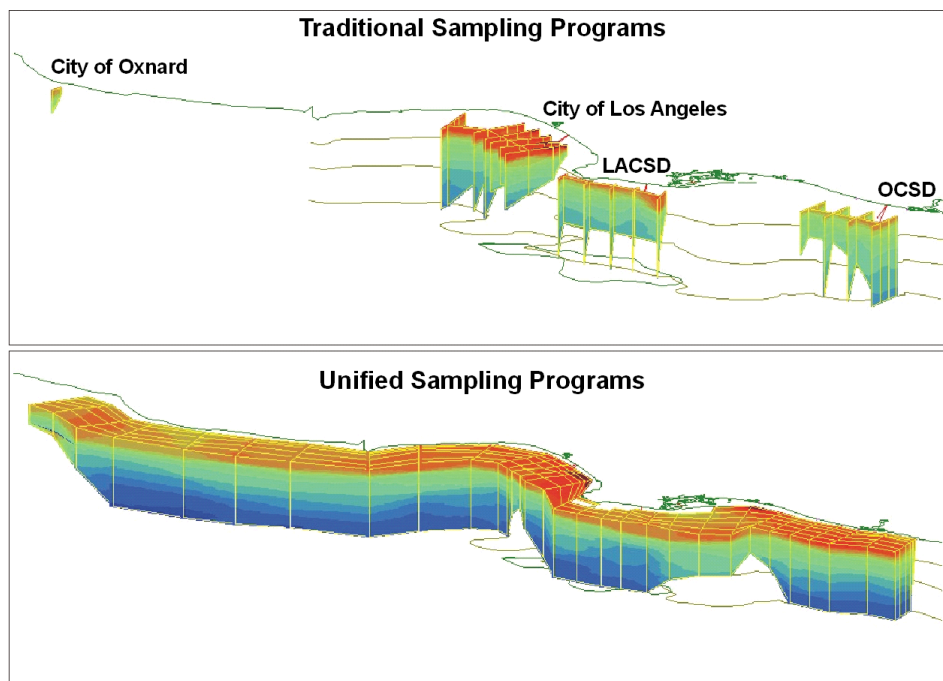 Traditional Sampling Programs
City of Oxnard
City of Los Angeles
LACSD
OCSD
Unified Sampling Programs